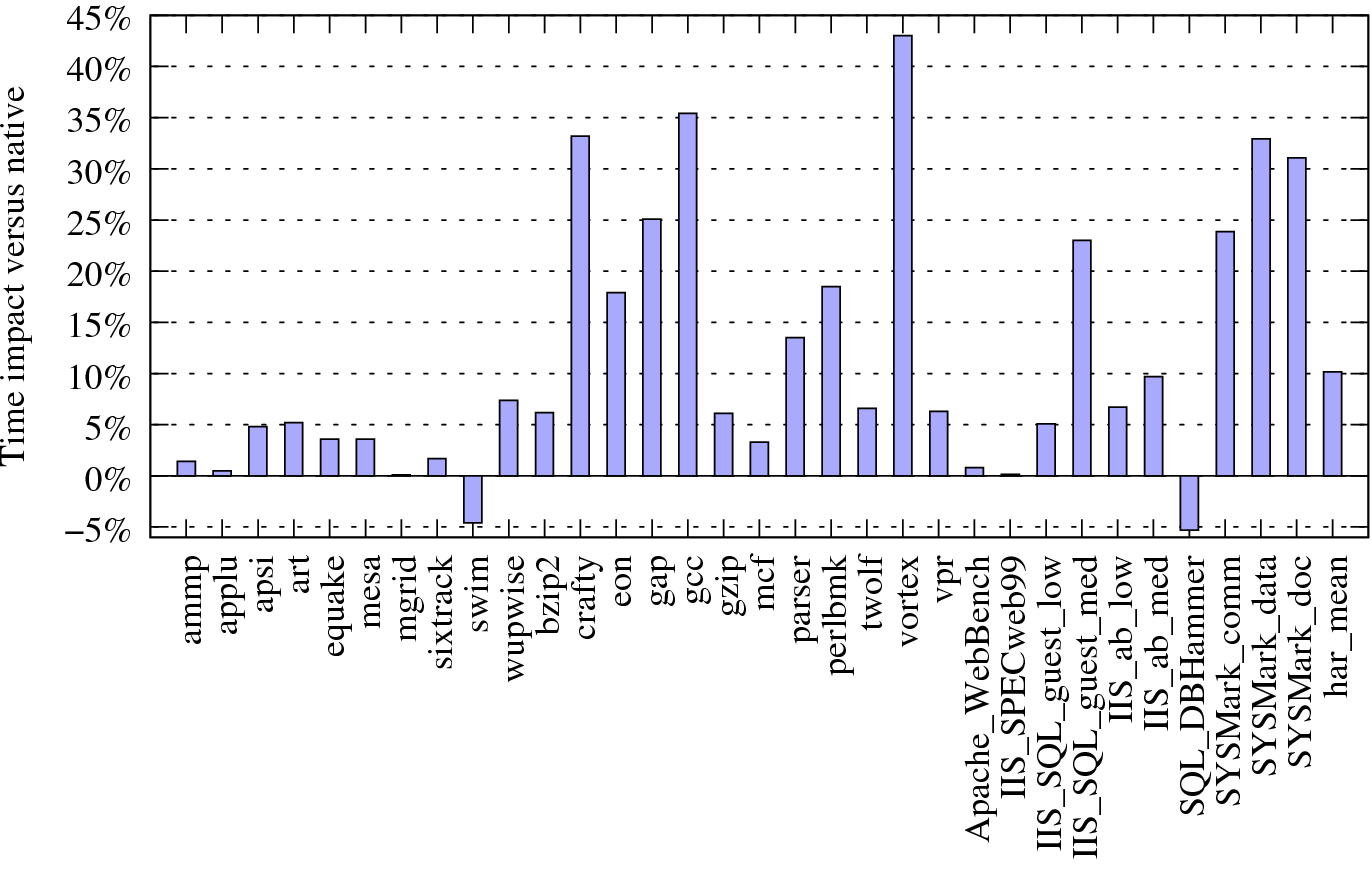 Time impact versus native
45%
40%
35%
30%
25%
20%
15%
10%
5%
0%
−5%
ammp
applu
apsi
art
equake
mesa
mgrid
sixtrack
swim
wupwise
bzip2
crafty
eon
gap
gcc
gzip
mcf
parser
perlbmk
twolf
vortex
vpr
Apache_WebBench
IIS_SPECweb99
IIS_SQL_guest_low
IIS_SQL_guest_med
IIS_ab_low
IIS_ab_med
SQL_DBHammer
SYSMark_comm
SYSMark_data
SYSMark_doc
har_mean